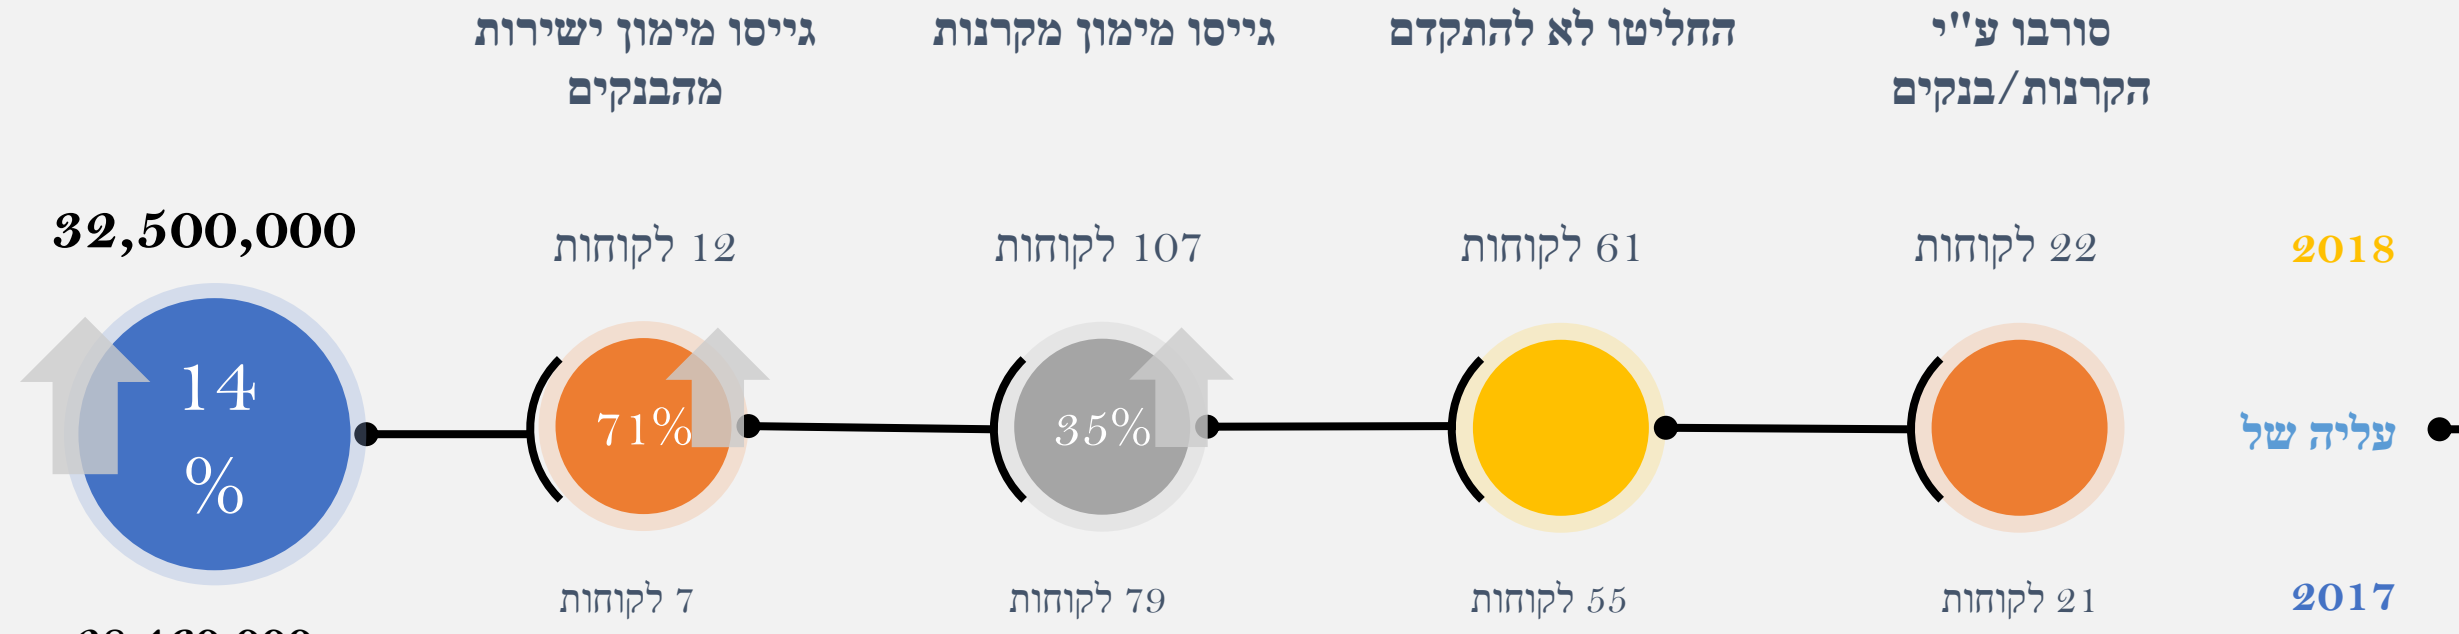 סורבו ע"י
הקרנות/בנקים
החליטו לא להתקדם
גייסו מימון מקרנות
גייסו מימון ישירות
מהבנקים
2018
22 לקוחות
61 לקוחות
107 לקוחות
12 לקוחות
32,500,000
עליה של
35%
71%
14
%
2017
21 לקוחות
55 לקוחות
79 לקוחות
7 לקוחות